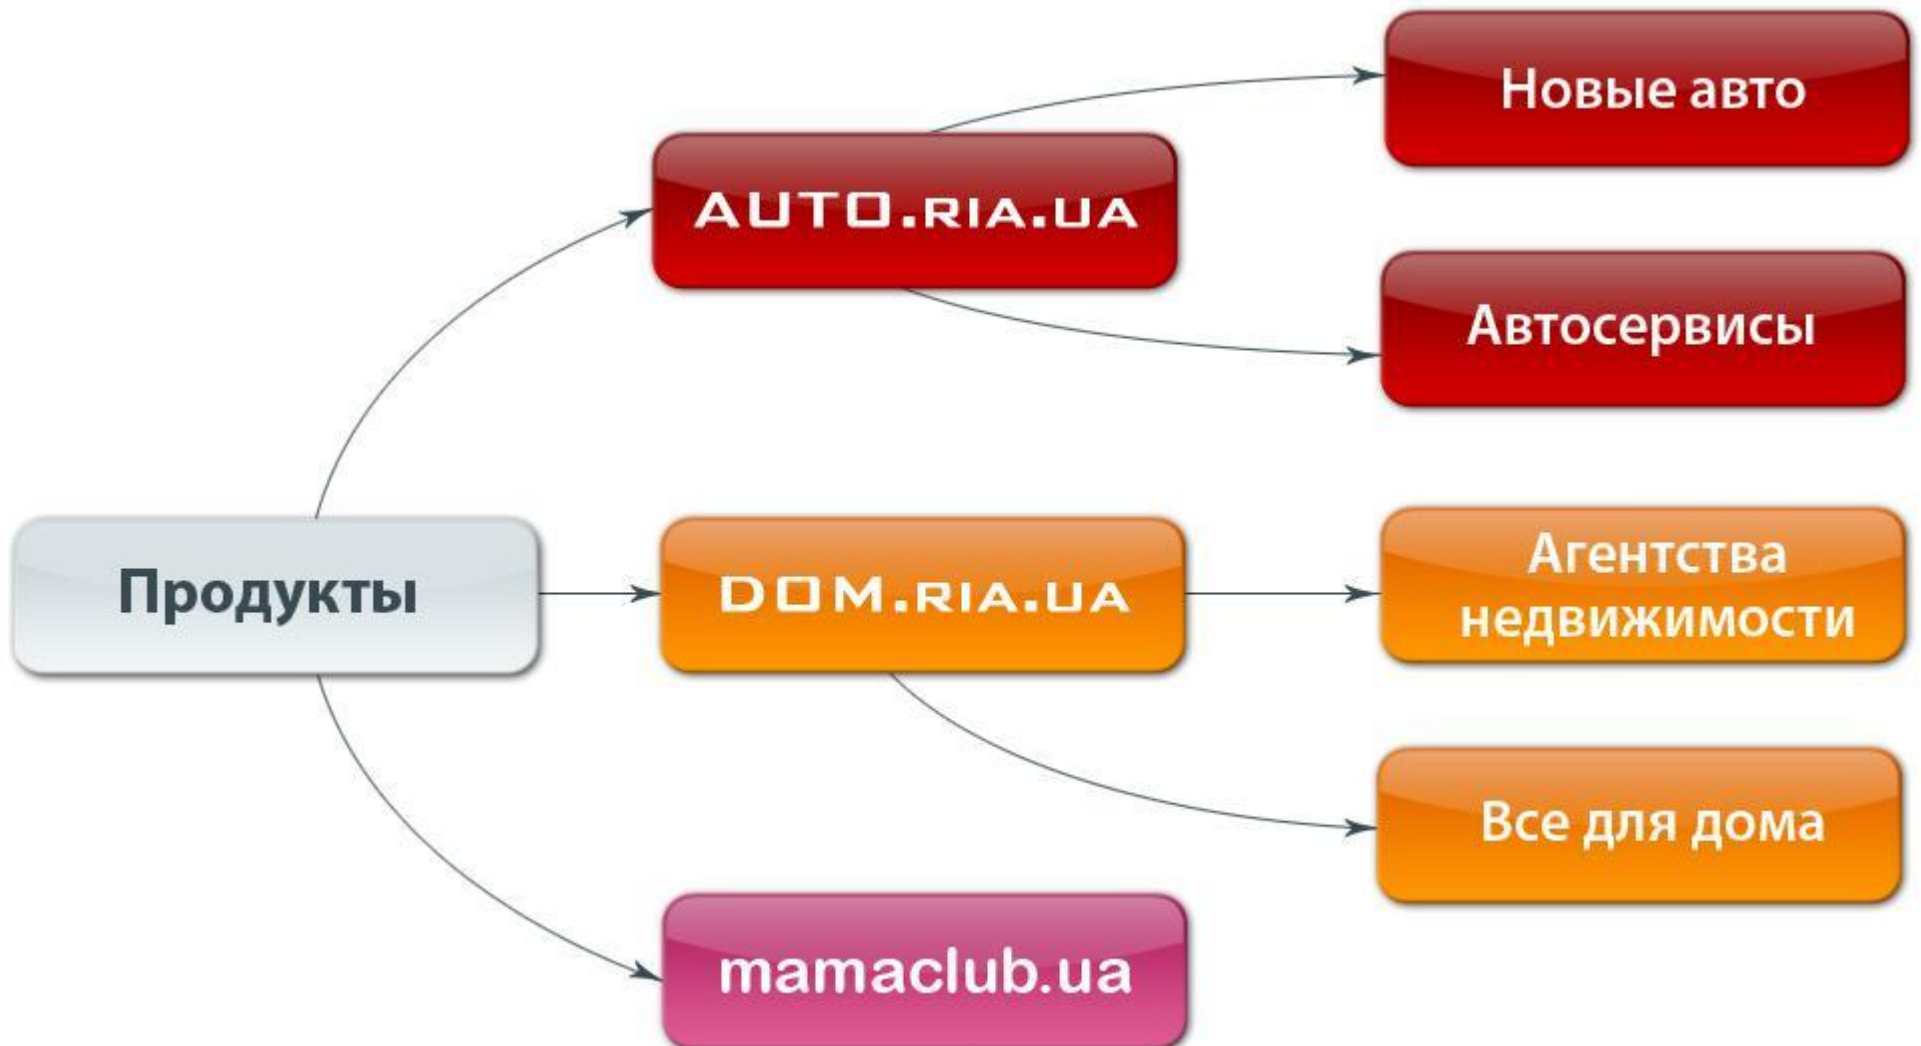 Новые авто
AUTO.RIA.UA
Автосервисы
Продукты
DOM.RIA.UA
Агентства
недвижимости
Все для дома
mamaclub.ua